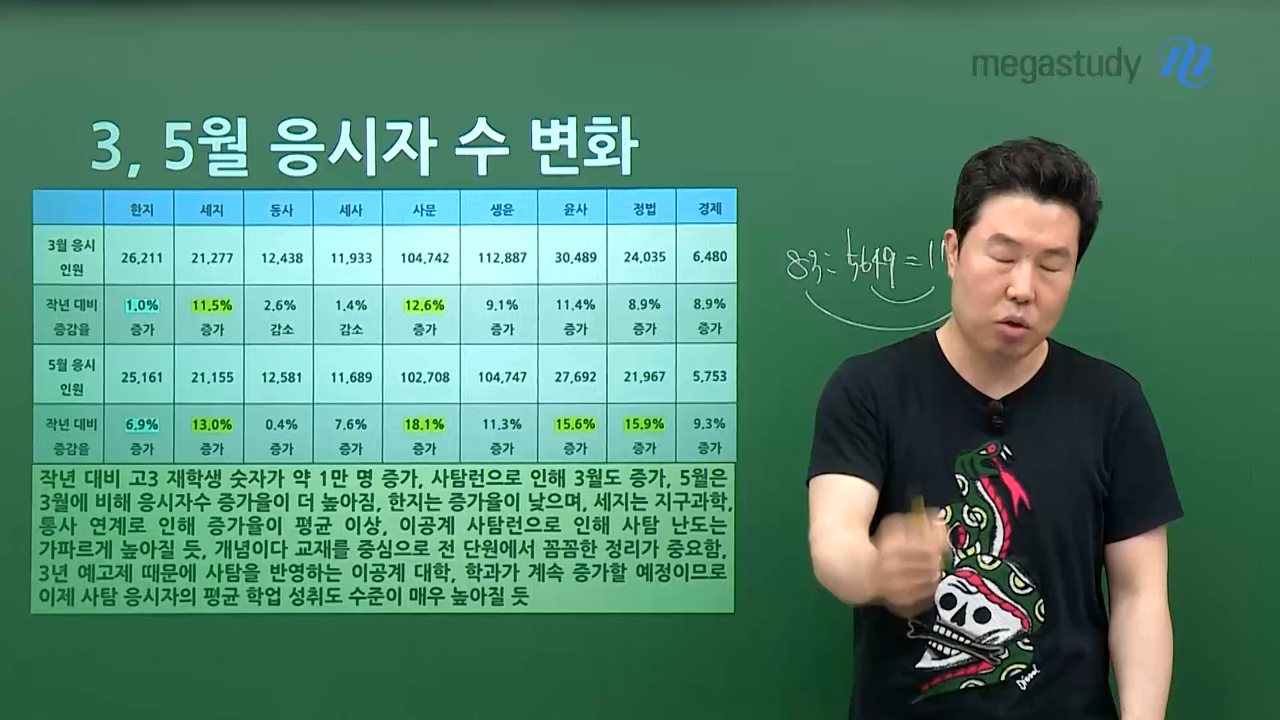 megastudy
3, 5월 응시자 수 변화
한지 세지 동사 세사 사문 생윤 윤사 정법 경제
3월 응시 인원 26,211 21,277 12,438 11,933 104,742 112,887 30,489 24,035 6,480
작년 대비 증감율 1.0% 증가 11.5% 증가 2.6% 감소 1.4% 감소 12.6% 증가 9.1% 증가 11.4% 증가 8.9% 증가 8.9% 증가
5월 응시 인원 25,161 21,155 12,581 11,689 102,708 104,747 27,692 21,967 5,753
작년 대비 증감율 6.9% 증가 13.0% 증가 0.4% 증가 7.6% 증가 18.1% 증가 11.3% 증가 15.6% 증가 15.9% 증가 9.3% 증가
작년 대비 고3 재학생 숫자가 약 1만 명 증가, 사탐런으로 인해 3월도 증가, 5월은
3월에 비해 응시자수 증가율이 더 높아짐, 한지는 증가율이 낮으며, 세지는 지구과학,
통사 연계로 인해 증가율이 평균 이상, 이공계 사탐런으로 인해 사탐 난도는
가파르게 높아질 듯, 개념이다 교재를 중심으로 전 단원에서 꼼꼼한 정리가 중요함,
3년 예고제 때문에 사탐을 반영하는 이공계 대학, 학과가 계속 증가할 예정이므로
이제 사탐 응시자의 평균 학업 성취도 수준이 매우 높아질 듯